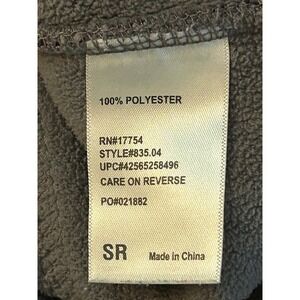 100% POLYESTER
RN#17754
STYLE#835.04
UPC#42565258496
CARE ON REVERSE
PO#021882
SR Made in China